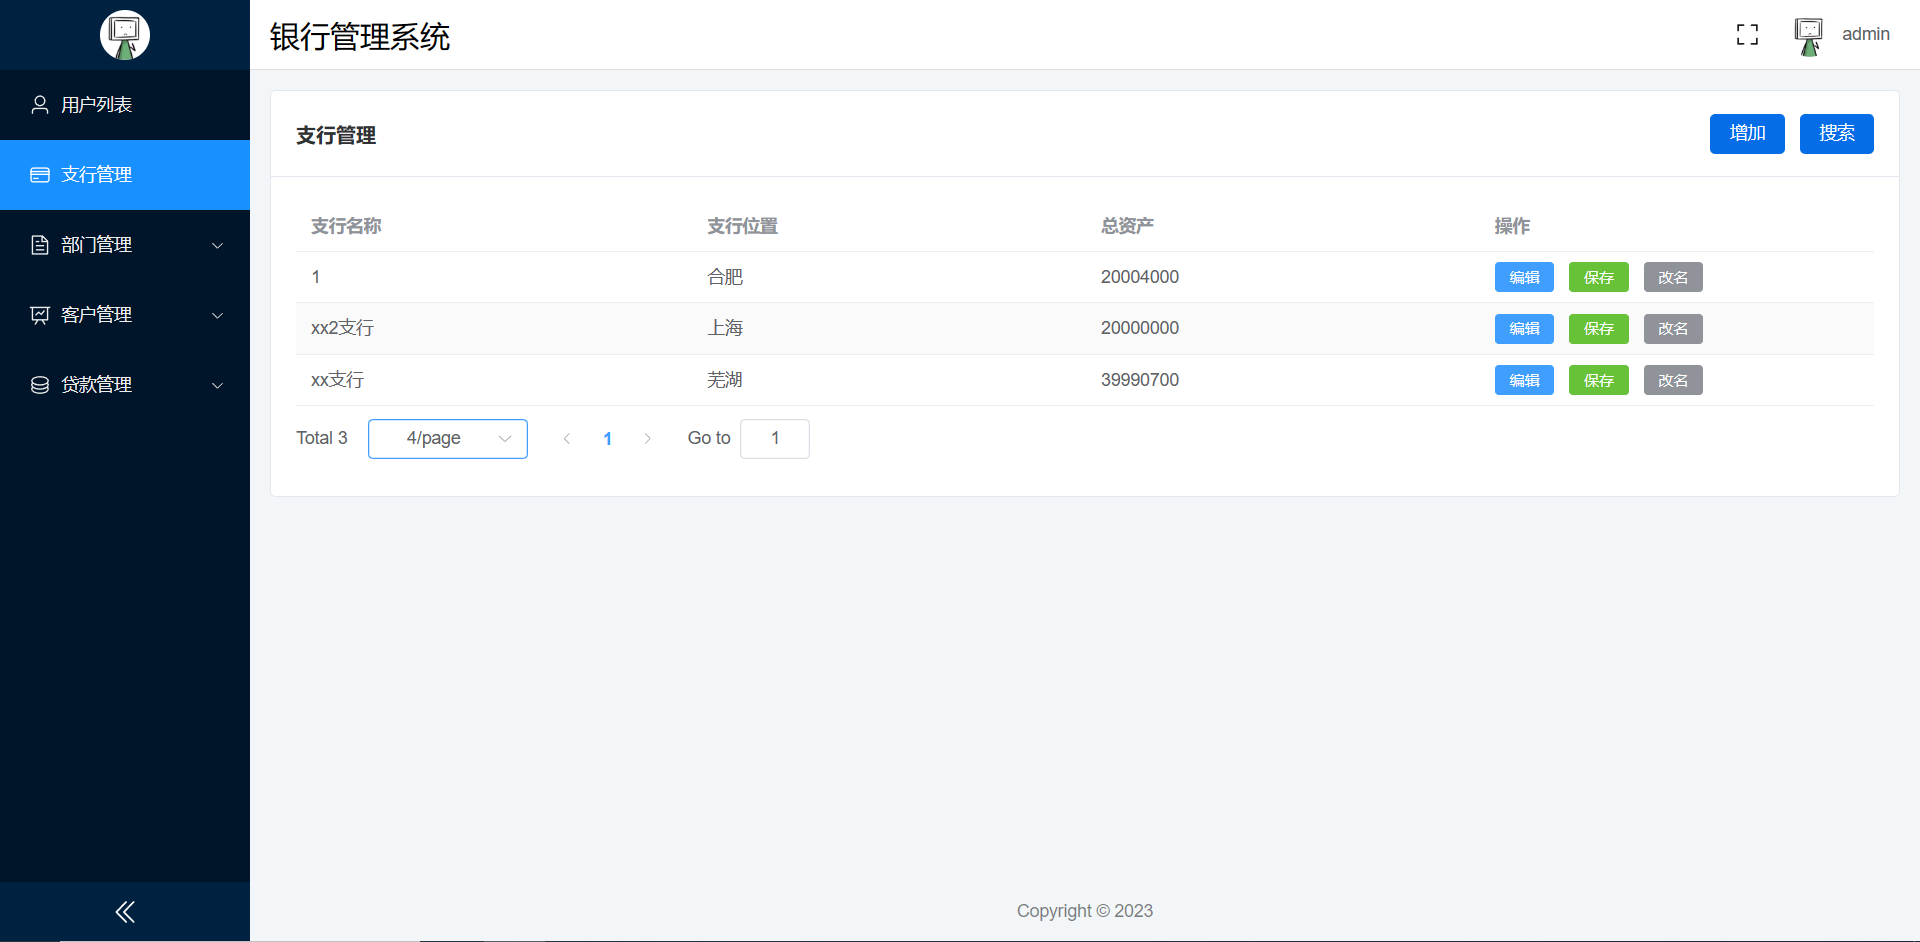 银行管理系统
admin
用户列表
支行管理
部门管理
客户管理
贷款管理
支行管理
增加 搜索
支行名称 支行位置 总资产 操作
1 合肥 20004000 编辑 保存 改名
xx2支行 上海 20000000 编辑 保存 改名
xx支行 芜湖 39990700 编辑 保存 改名
Total 3 4/page 1 Go to 1
Copyright © 2023